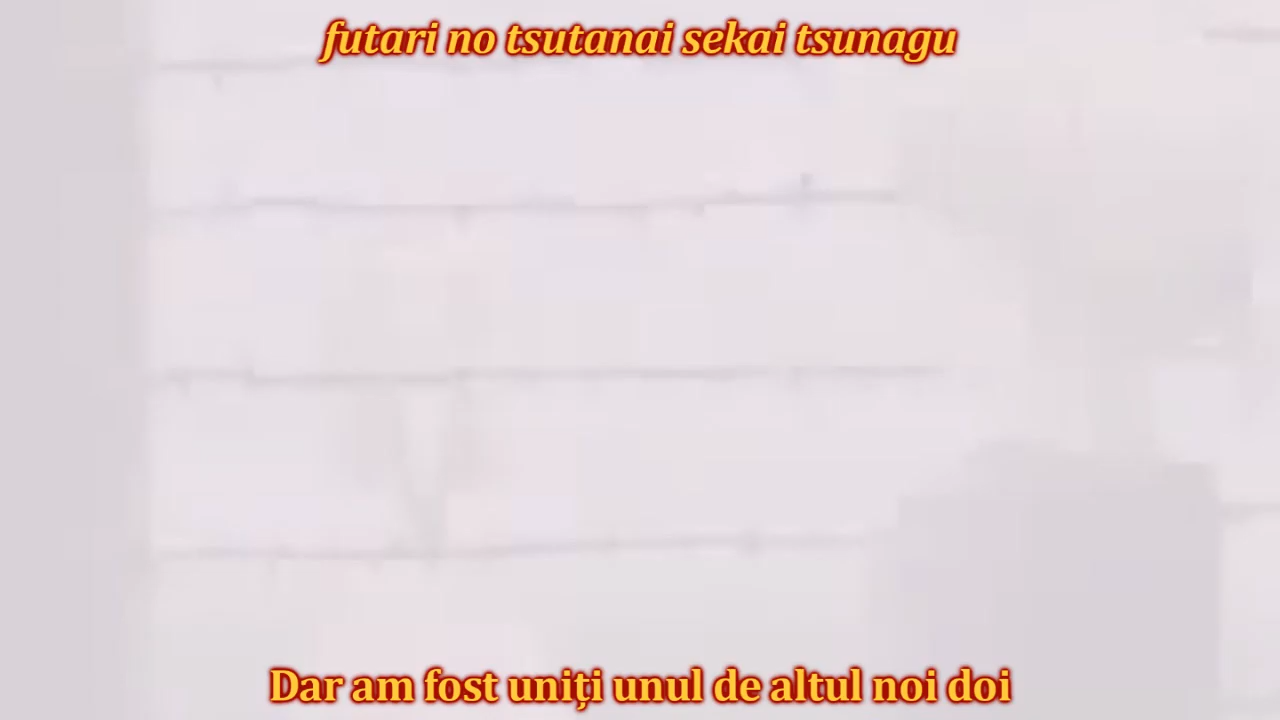 futari no tsutanai sekai tsunagu
Dar am fost uniți unul de altul noi doi